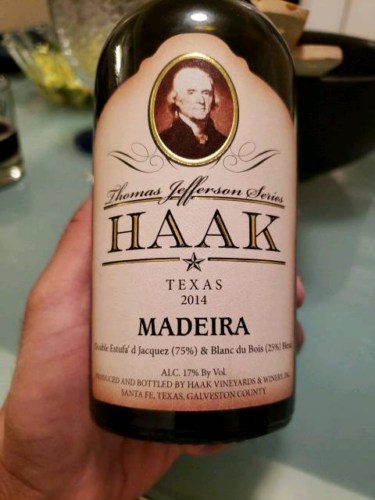 Thomas Jefferson Series
HAAK
TEXAS
2014
MADEIRA
Double Estufa'd Jacquez (75%) & Blanc du Bois (25%) Blend
ALC. 17% By Vol.
PRODUCED AND BOTTLED BY HAAK VINEYARDS & WINERY, INC.
SANTA FE, TEXAS, GALVESTON COUNTY